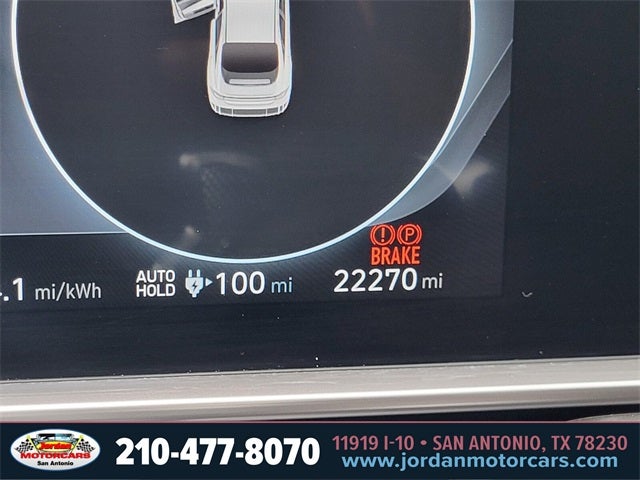 .1 mi/kWh
AUTO HOLD
100 mi
22270 mi
P
BRAKE
Jordan
MOTORCARS
San Antonio
210-477-8070
11919 I-10 • SAN ANTONIO, TX 78230
www.jordanmotorcars.com